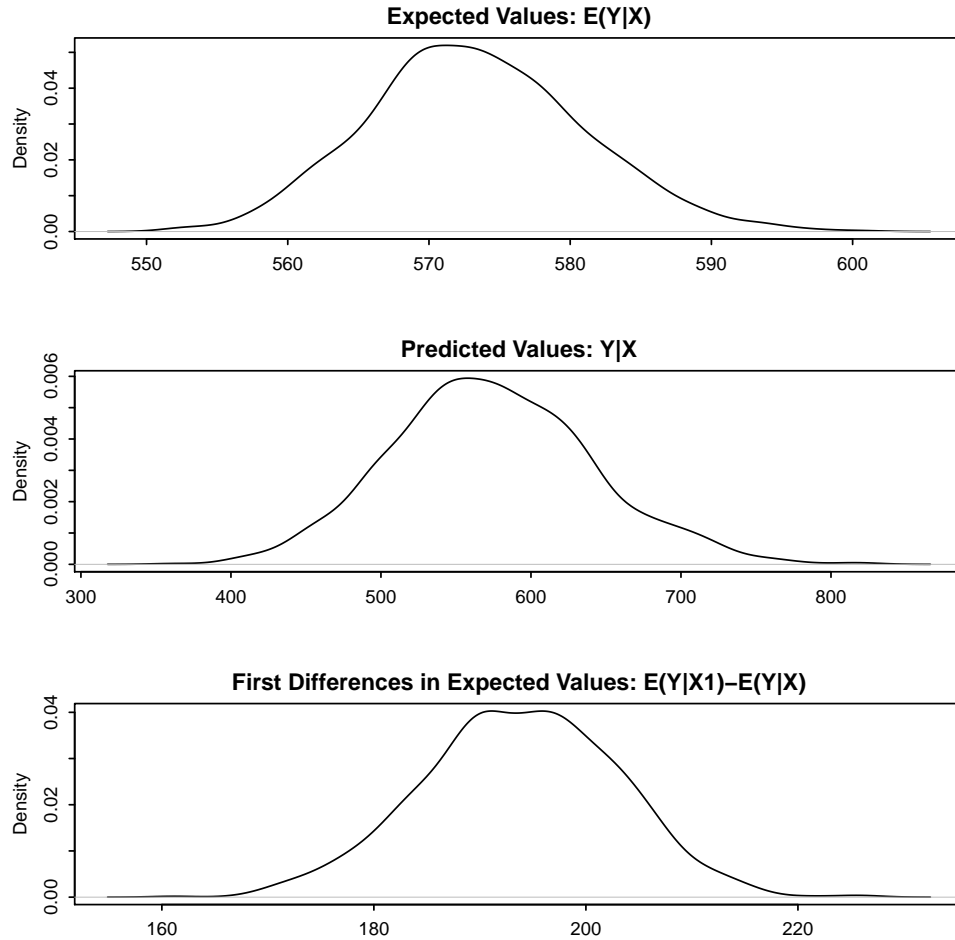 Expected Values: E(Y|X)
Density
0.00
0.02
0.04
550 560 570 580 590 600
Predicted Values: Y|X
Density
0.000
0.002
0.004
0.006
300 400 500 600 700 800
First Differences in Expected Values: E(Y|X1)−E(Y|X)
Density
0.00
0.02
0.04
160 180 200 220